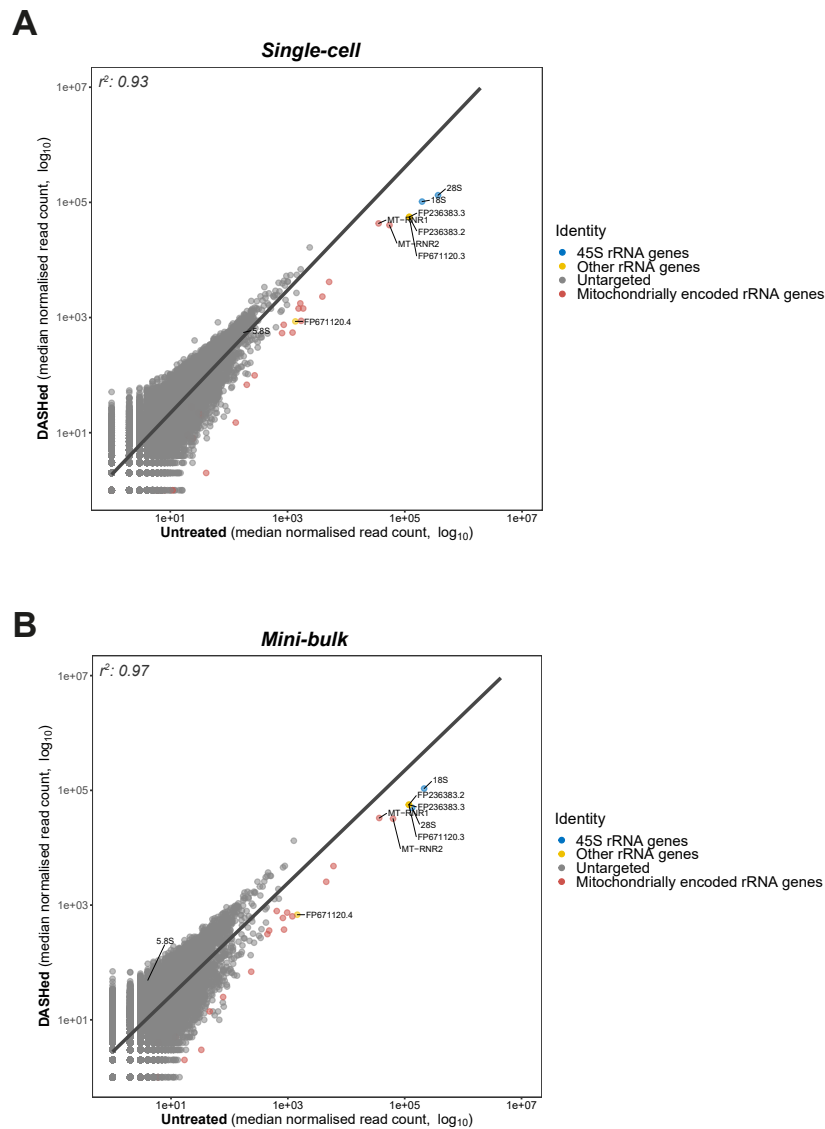 A
Single-cell
r²: 0.93
1e+07
1e+05
1e+03
1e+01
DASHed (median normalised read count, log₁₀)
28S
18S
FP236383.3
MT−RNR1
FP236383.2
MT−RNR2
FP671120.3
5.8S
FP671120.4
1e+01 1e+03 1e+05 1e+07
Untreated (median normalised read count, log₁₀)
Identity
45S rRNA genes
Other rRNA genes
Untargeted
Mitochondrially encoded rRNA genes
B
Mini-bulk
r²: 0.97
1e+07
1e+05
1e+03
1e+01
DASHed (median normalised read count, log₁₀)
18S
FP236383.2
FP236383.3
MT−RNR1
28S
FP671120.3
MT−RNR2
FP671120.4
5.8S
1e+01 1e+03 1e+05 1e+07
Untreated (median normalised read count, log₁₀)
Identity
45S rRNA genes
Other rRNA genes
Untargeted
Mitochondrially encoded rRNA genes